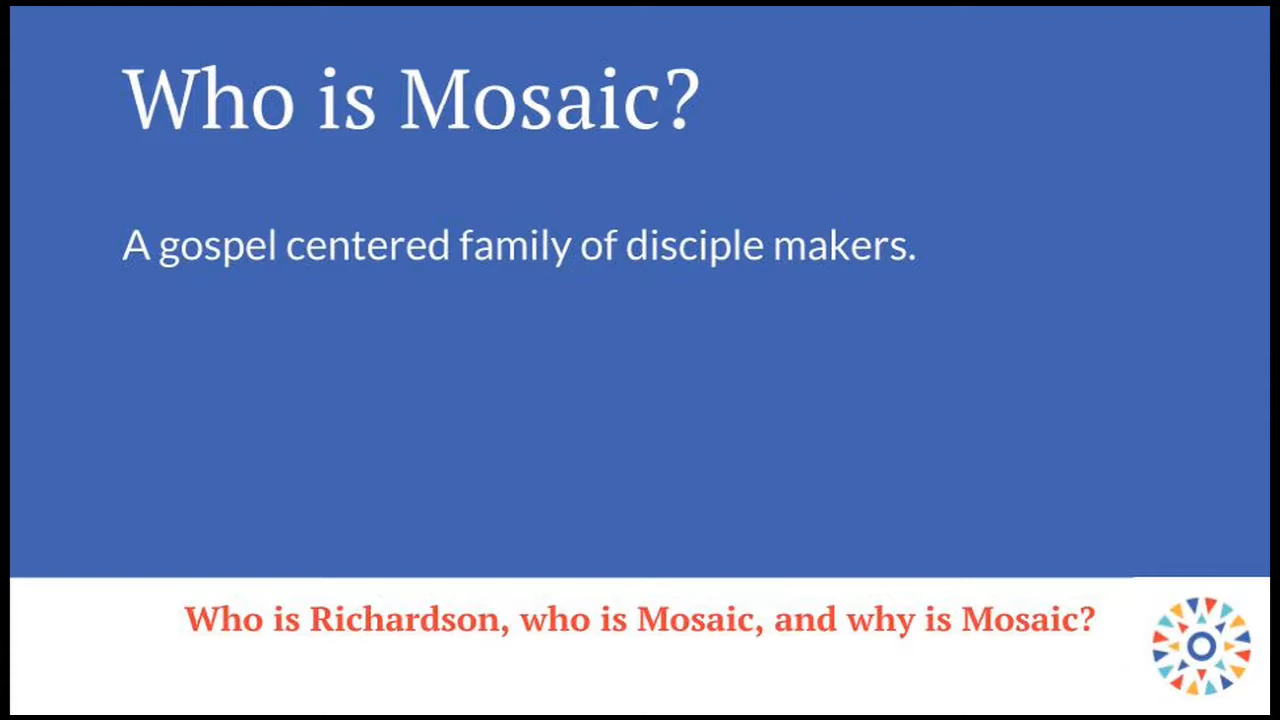 Who is Mosaic?
A gospel centered family of disciple makers.
Who is Richardson, who is Mosaic, and why is Mosaic?